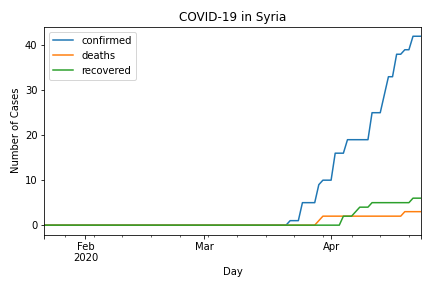 COVID-19 in Syria
confirmed
deaths
recovered
Number of Cases
40
30
20
10
0
Feb
2020
Mar
Apr
Day